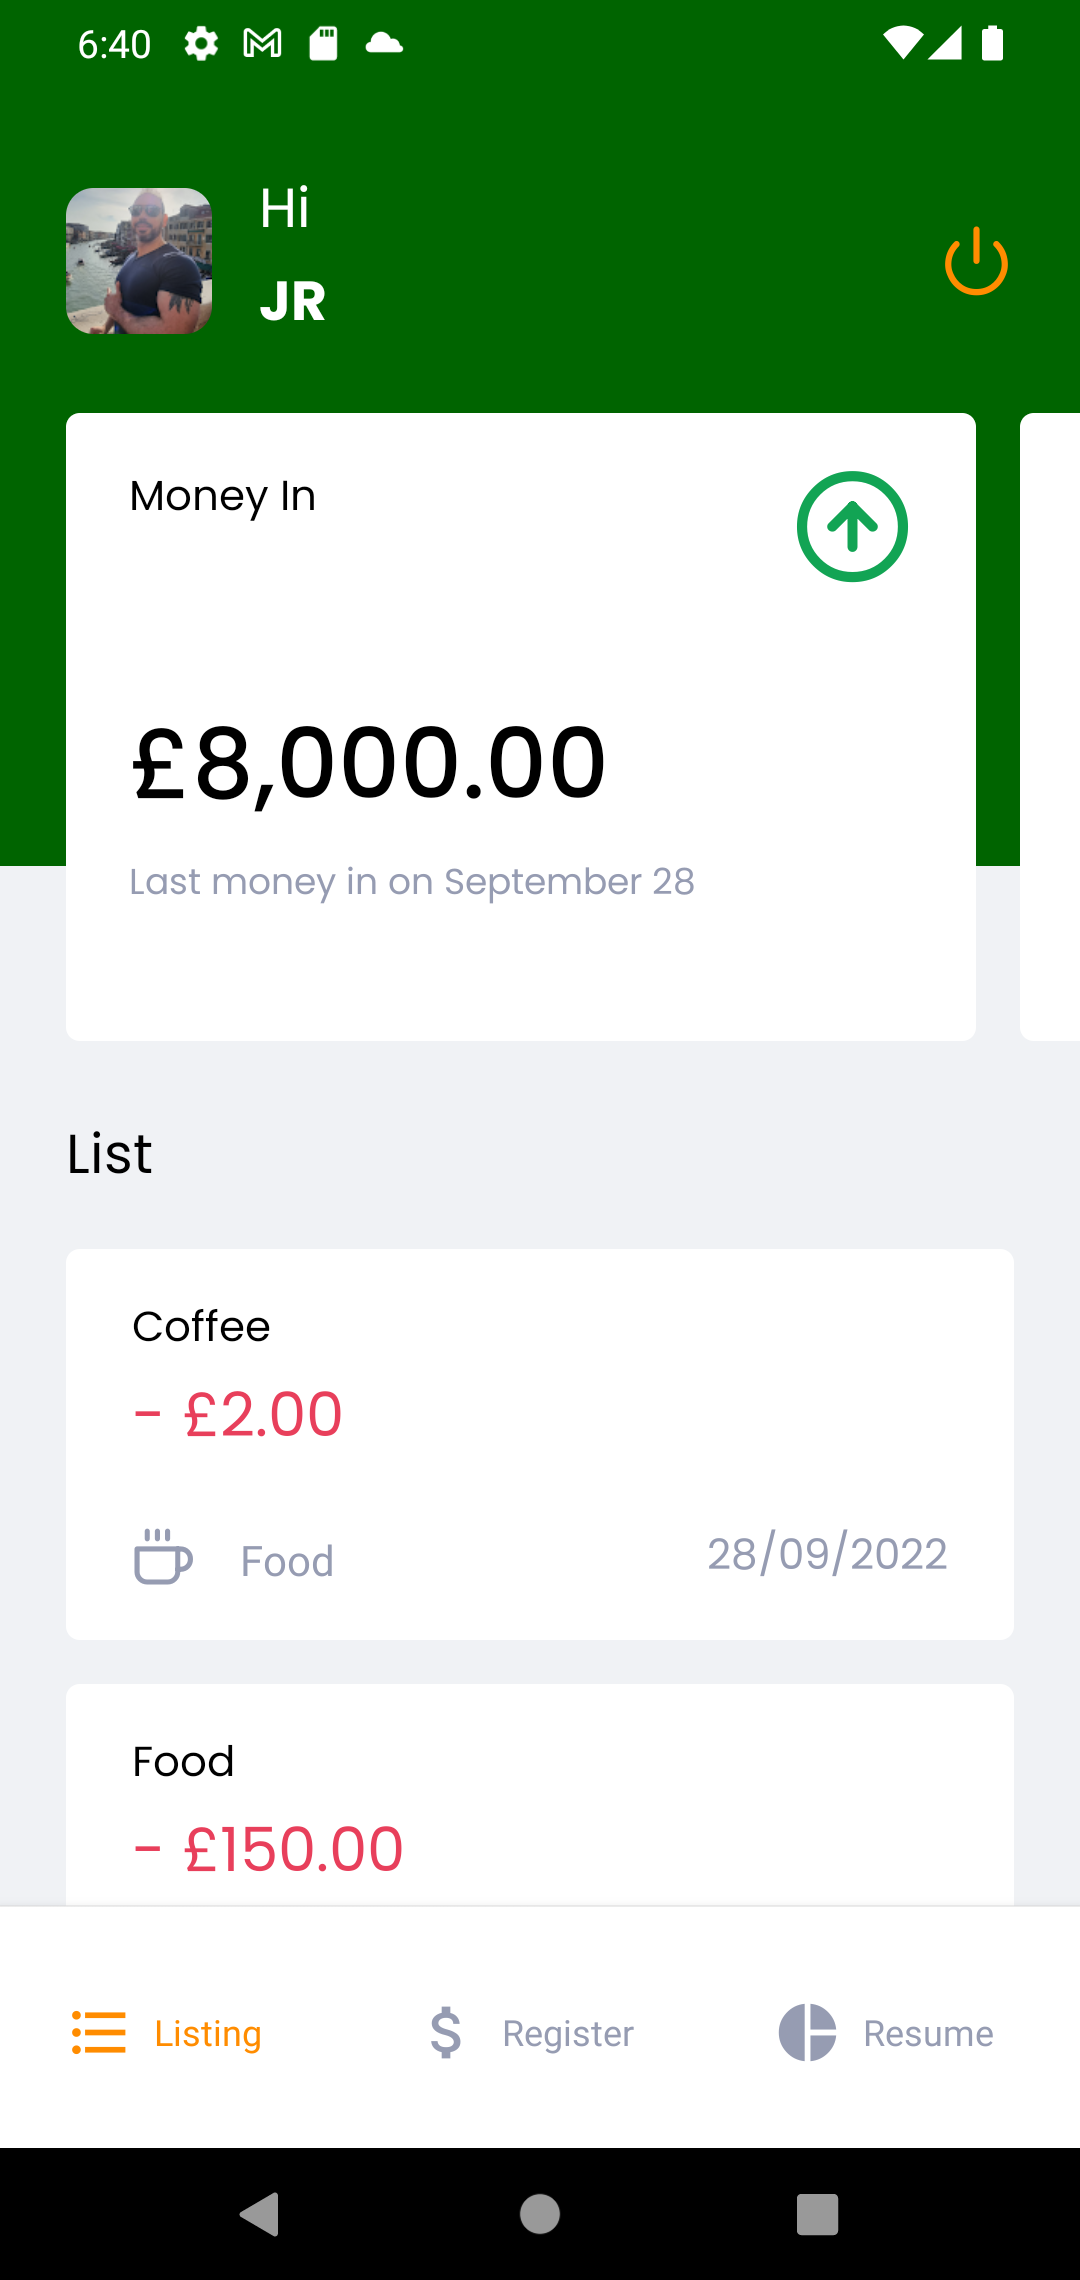 6:40
Hi
JR
Money In
£8,000.00
Last money in on September 28
List
Coffee
- £2.00
Food
28/09/2022
Food
- £150.00
Listing
Register
Resume